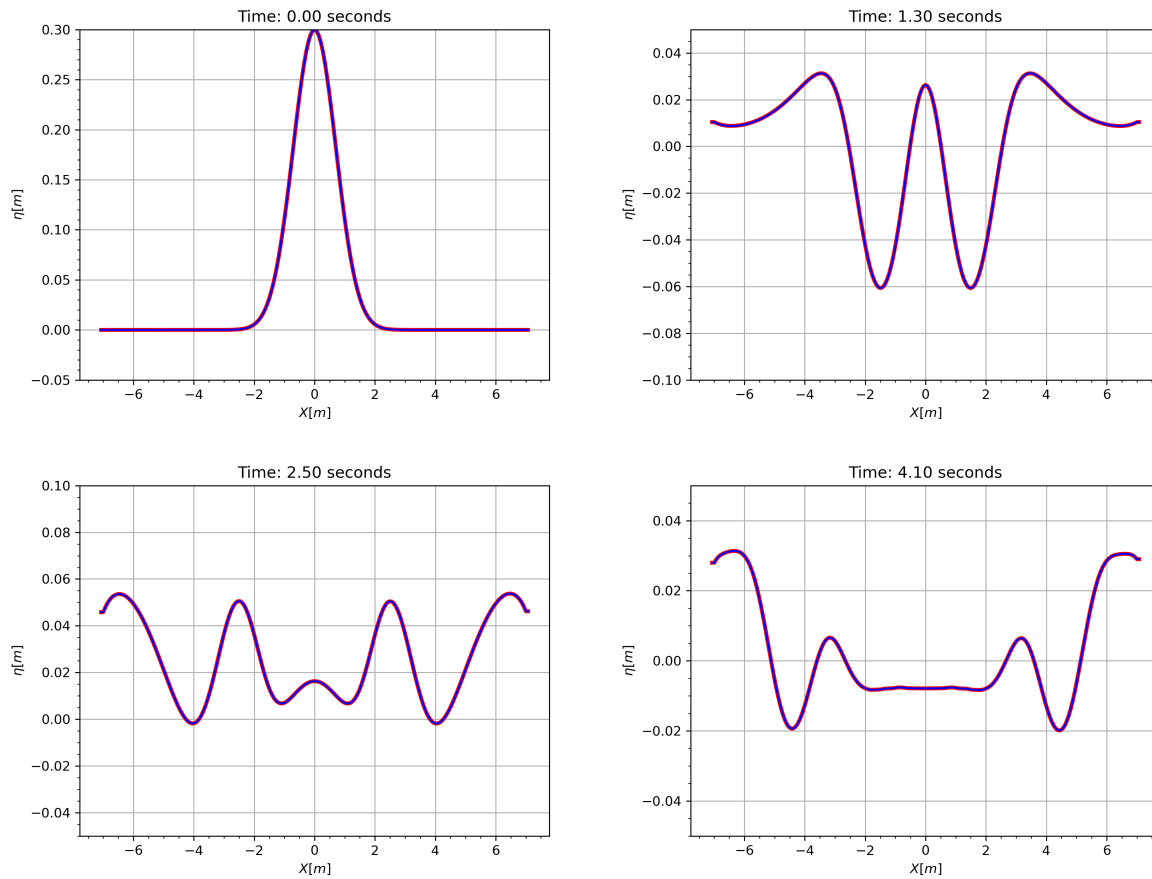 Time: 0.00 seconds
0.30
0.25
0.20
0.15
0.10
0.05
0.00
−0.05
η[m]
−6 −4 −2 0 2 4 6
X[m]
Time: 1.30 seconds
0.04
0.02
0.00
−0.02
−0.04
−0.06
−0.08
−0.10
η[m]
−6 −4 −2 0 2 4 6
X[m]
Time: 2.50 seconds
0.10
0.08
0.06
0.04
0.02
0.00
−0.02
−0.04
η[m]
−6 −4 −2 0 2 4 6
X[m]
Time: 4.10 seconds
0.04
0.02
0.00
−0.02
−0.04
η[m]
−6 −4 −2 0 2 4 6
X[m]